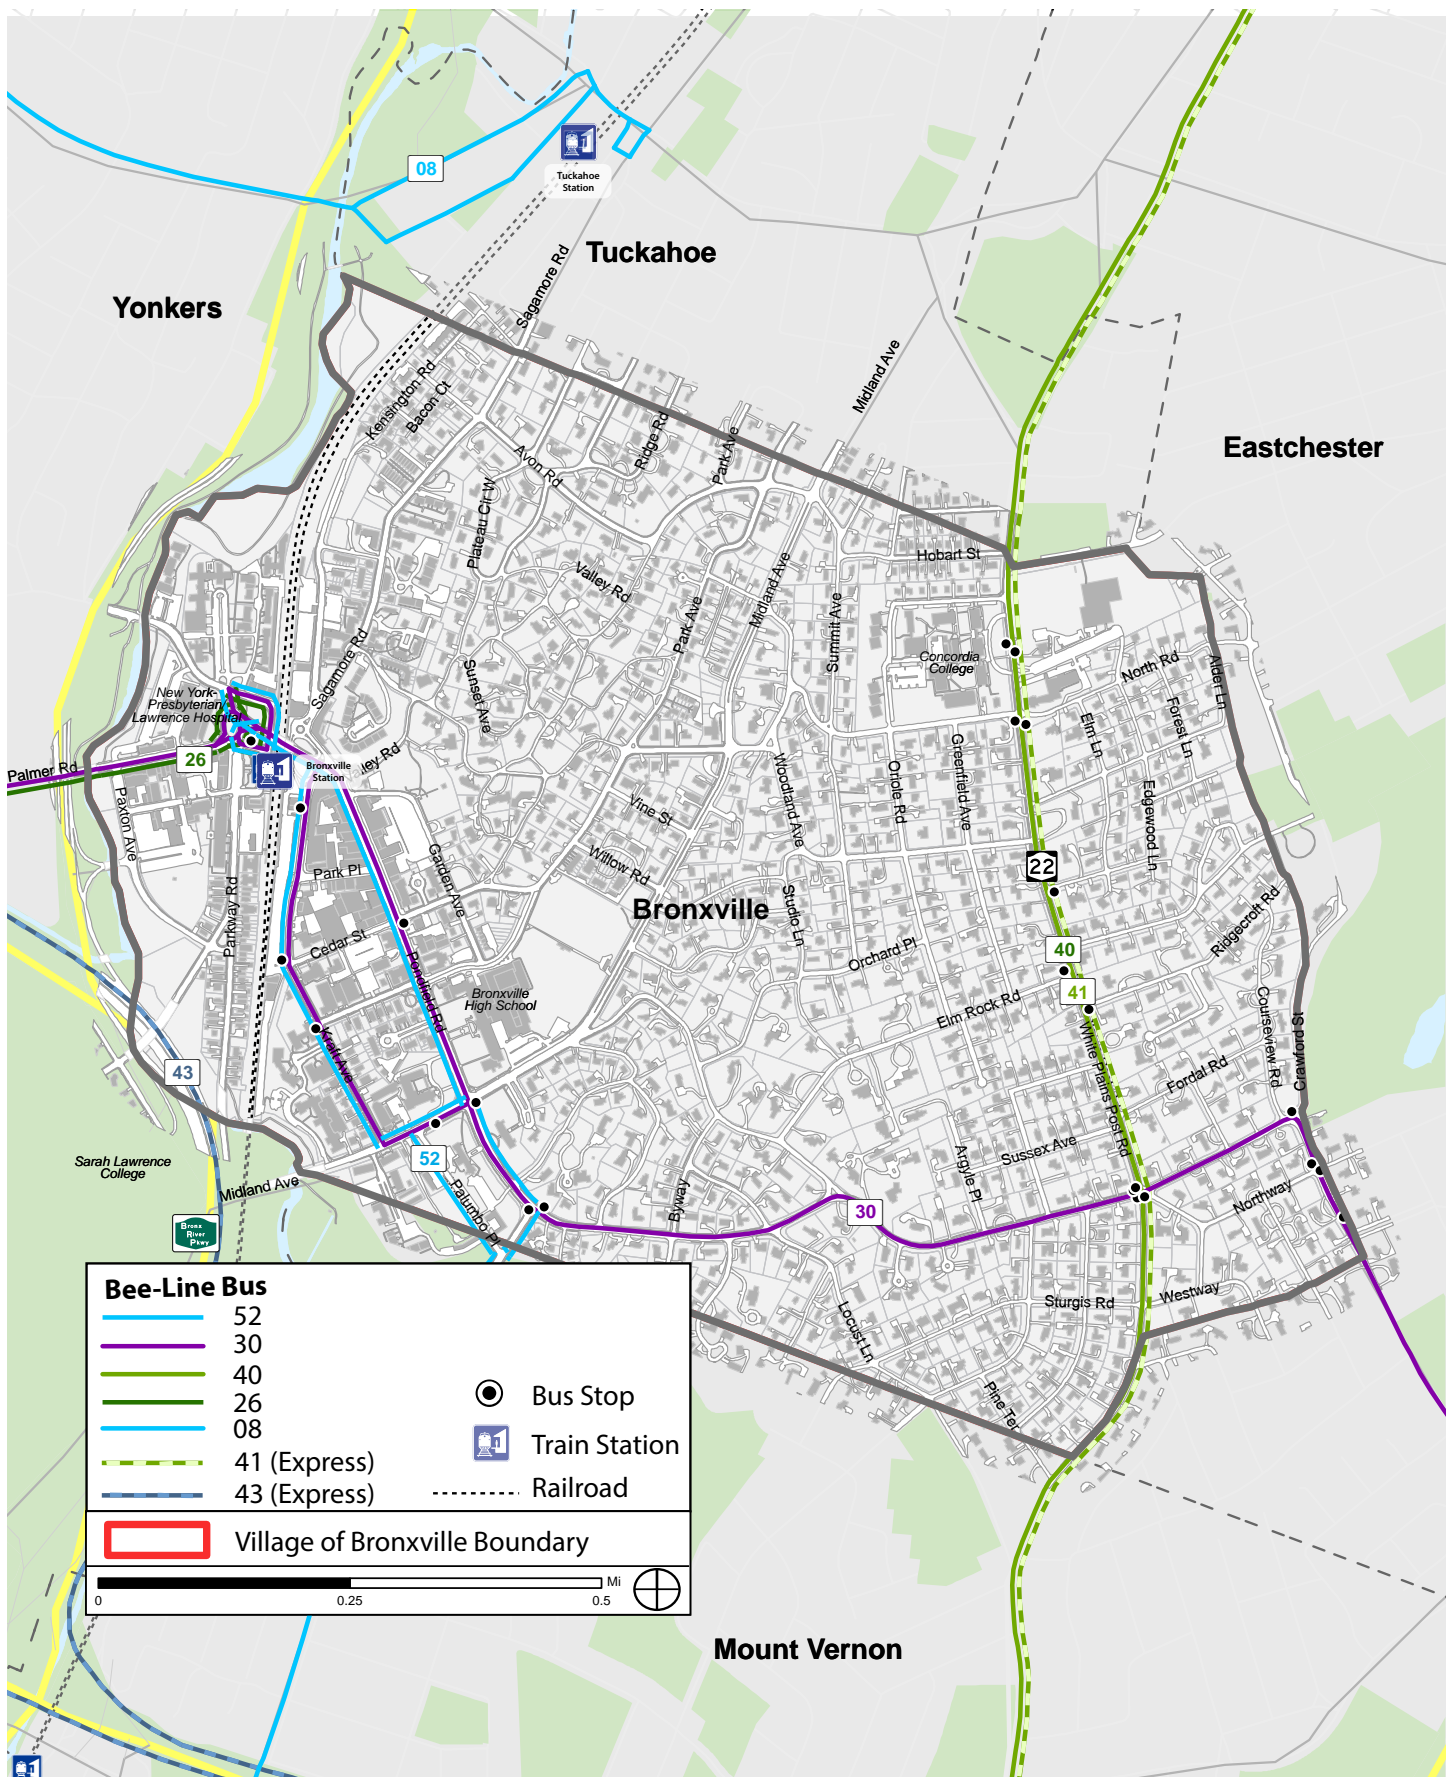 08
Tuckahoe
Station
Tuckahoe
Yonkers
Sagamore Rd
Midland Ave
Eastchester
Kensington Rd
Bacon Ct
Avon Rd
Ridge Rd
Park Ave
Plateau Cir W
Valley Rd
Hobart St
Midland Ave
Park Ave
Summit Ave
Concordia
College
North Rd
Alder Ln
Sagamore Rd
Sunset Ave
New York-
Presbyterian/
Lawrence Hospital
Forest Ln
Elm Ln
26
Palmer Rd
Bronxville
Station
ley Rd
Greenfield Ave
Oriole Rd
Woodland Ave
Edgewood Ln
Paxton Ave
Vine St
Willow Rd
Garden Ave
Park Pl
22
Parkway Rd
Cedar St
Bronxville
Studio Ln
Orchard Pl
Ridgecroft Rd
40
41
Pondfield Rd
Bronxville
High School
Elm Rock Rd
Courseview Rd
Crawford St
Kraft Ave
White Plains Post Rd
Fordal Rd
43
Sussex Ave
Argyle Pl
52
Sarah Lawrence
College
Midland Ave
Palumbo Pl
Byway
30
Northway
Bronx
River
Pkwy
Sturgis Rd
Westway
Locust Ln
Pine Ter
Bee-Line Bus
52
30
40
26
08
41 (Express)
43 (Express)
Bus Stop
Train Station
Railroad
Village of Bronxville Boundary
Mi
0
0.25
0.5
Mount Vernon